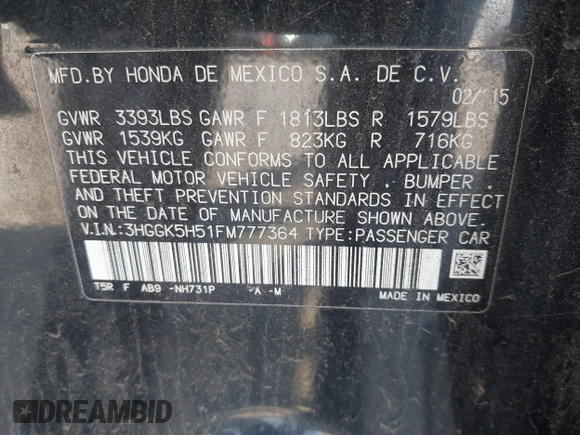 MFD.BY HONDA DE MEXICO S.A. DE C.V.
02/15
GVWR 3393LBS GAWR F 1813LBS R 1579LBS
GVWR 1539KG GAWR F 823KG R 716KG
THIS VEHICLE CONFORMS TO ALL APPLICABLE
FEDERAL MOTOR VEHICLE SAFETY . BUMPER .
AND THEFT PREVENTION STANDARDS IN EFFECT
ON THE DATE OF MANUFACTURE SHOWN ABOVE.
V.I.N.:3HGGK5H51FM777364 TYPE:PASSENGER CAR
T5R F AB9 -NH731P -A -M
MADE IN MEXICO
DREAMBID